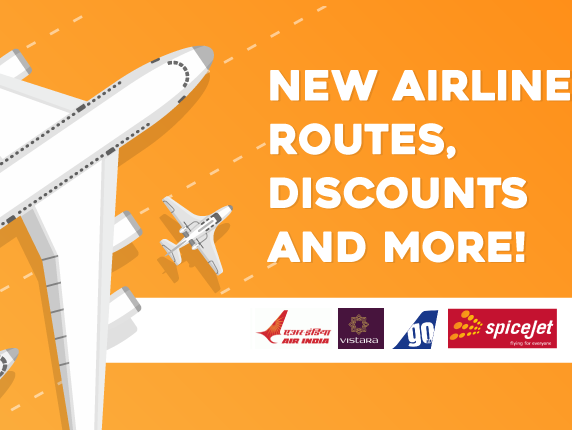 NEW AIRLINE
ROUTES,
DISCOUNTS
AND MORE!
एअर इंडिया
AIR INDIA
VISTARA
go
spicejet
flying for everyone